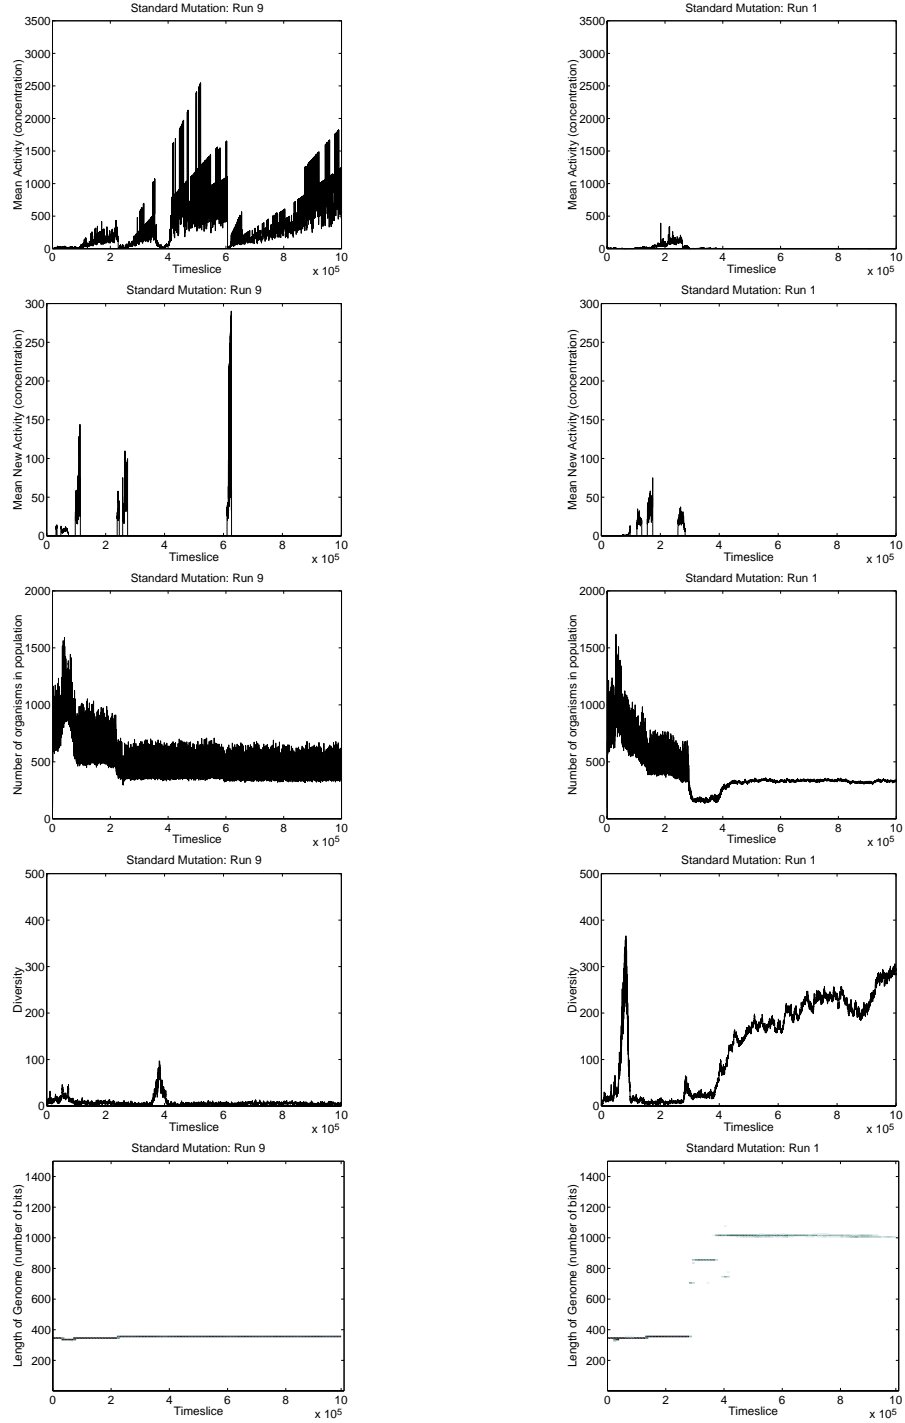 Standard Mutation: Run 9
Mean Activity (concentration)
3500
3000
2500
2000
1500
1000
500
0
0 2 4 6 8 10
Timeslice
x 10^5
Standard Mutation: Run 1
Mean Activity (concentration)
3500
3000
2500
2000
1500
1000
500
0
0 2 4 6 8 10
Timeslice
x 10^5
Standard Mutation: Run 9
Mean New Activity (concentration)
300
250
200
150
100
50
0
0 2 4 6 8 10
Timeslice
x 10^5
Standard Mutation: Run 1
Mean New Activity (concentration)
300
250
200
150
100
50
0
0 2 4 6 8 10
Timeslice
x 10^5
Standard Mutation: Run 9
Number of organisms in population
2000
1500
1000
500
0
0 2 4 6 8 10
Timeslice
x 10^5
Standard Mutation: Run 1
Number of organisms in population
2000
1500
1000
500
0
0 2 4 6 8 10
Timeslice
x 10^5
Standard Mutation: Run 9
Diversity
500
400
300
200
100
0
0 2 4 6 8 10
Timeslice
x 10^5
Standard Mutation: Run 1
Diversity
500
400
300
200
100
0
0 2 4 6 8 10
Timeslice
x 10^5
Standard Mutation: Run 9
Length of Genome (number of bits)
1400
1200
1000
800
600
400
200
0 2 4 6 8 10
Timeslice
x 10^5
Standard Mutation: Run 1
Length of Genome (number of bits)
1400
1200
1000
800
600
400
200
0 2 4 6 8 10
Timeslice
x 10^5